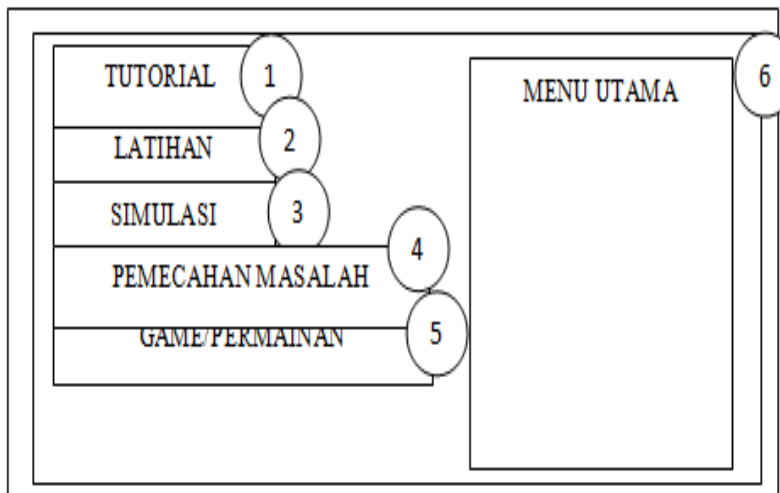 TUTORIAL
1
LATIHAN
2
SIMULASI
3
PEMECAHAN MASALAH
4
GAME/PERMAINAN
5
MENU UTAMA
6